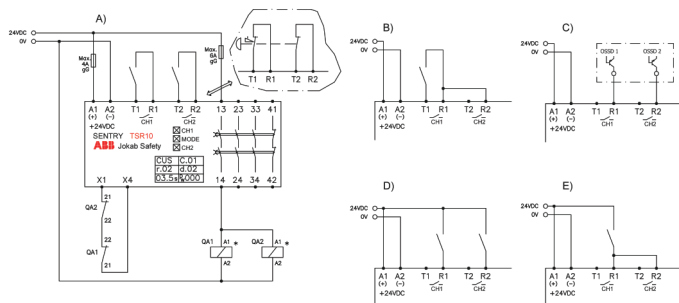 A)
24VDC
0V
Max.
4A
gG
Max.
6A
gG
T1 R1 T2 R2
A1 A2 T1 R1 T2 R2 13 23 33 41
(+) (−) CH1 CH2
+24VDC
SENTRY TSR10
ABB Jokab Safety
CH1
MODE
CH2
CUS C.01
r.02 d.02
X1 X4 14 24 34 42
21
QA2
22
22
QA1
21
QA1 A1 *
A2
QA2 A1 *
A2
B)
24VDC
0V
A1 A2 T1 R1 T2 R2
(+) (−) CH1 CH2
+24VDC
C)
24VDC
0V
OSSD 1 OSSD 2
A1 A2 T1 R1 T2 R2
(+) (−) CH1 CH2
+24VDC
D)
24VDC
0V
A1 A2 T1 R1 T2 R2
(+) (−) CH1 CH2
+24VDC
E)
24VDC
0V
A1 A2 T1 R1 T2 R2
(+) (−) CH1 CH2
+24VDC